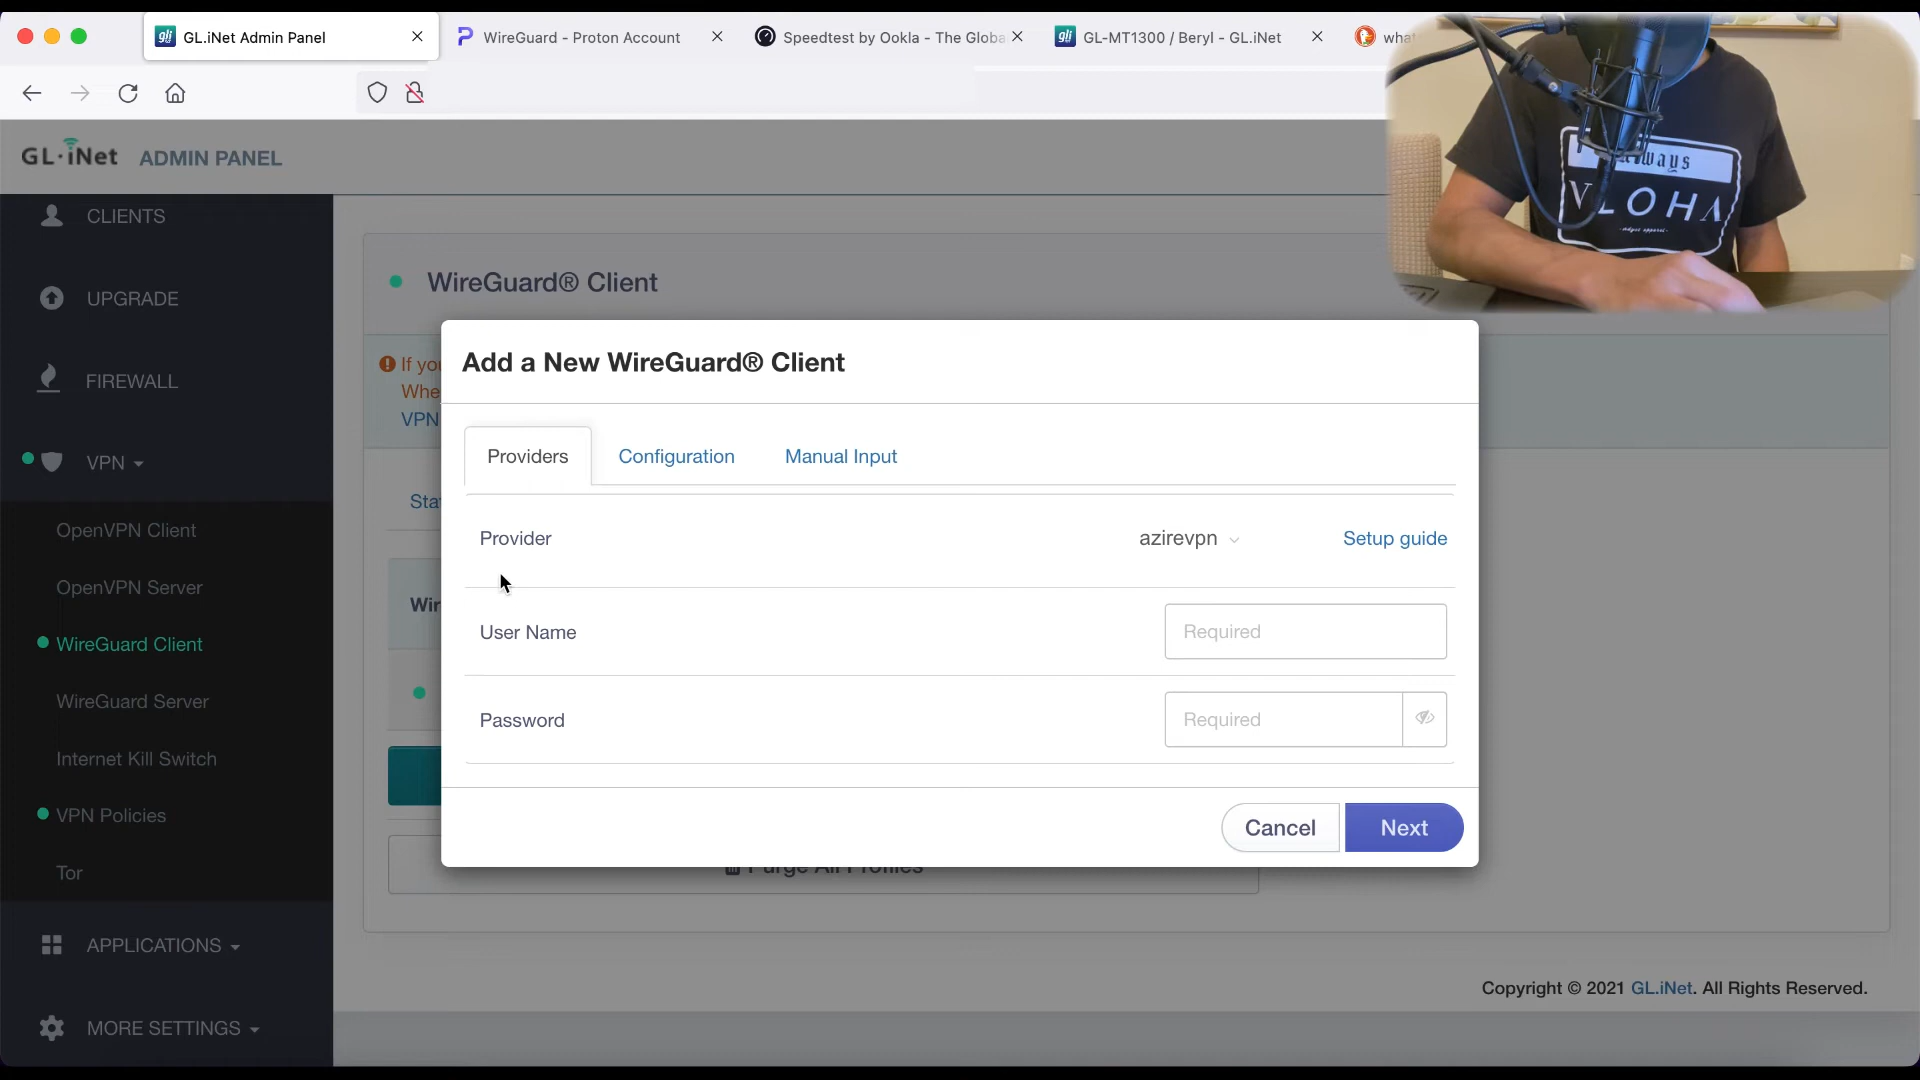 GL.iNet Admin Panel
WireGuard - Proton Account
Speedtest by Ookla - The Globa
GL-MT1300 / Beryl - GL.iNet
what
GL·iNet ADMIN PANEL
CLIENTS
UPGRADE
FIREWALL
VPN
OpenVPN Client
OpenVPN Server
WireGuard Client
WireGuard Server
Internet Kill Switch
VPN Policies
Tor
APPLICATIONS
MORE SETTINGS
WireGuard® Client
If you
Whe
VPN
Sta
Wir
Add a New WireGuard® Client
Providers
Configuration
Manual Input
Provider
azirevpn
Setup guide
User Name
Required
Password
Required
Cancel
Next
Purge All Profiles
Copyright © 2021 GL.iNet. All Rights Reserved.